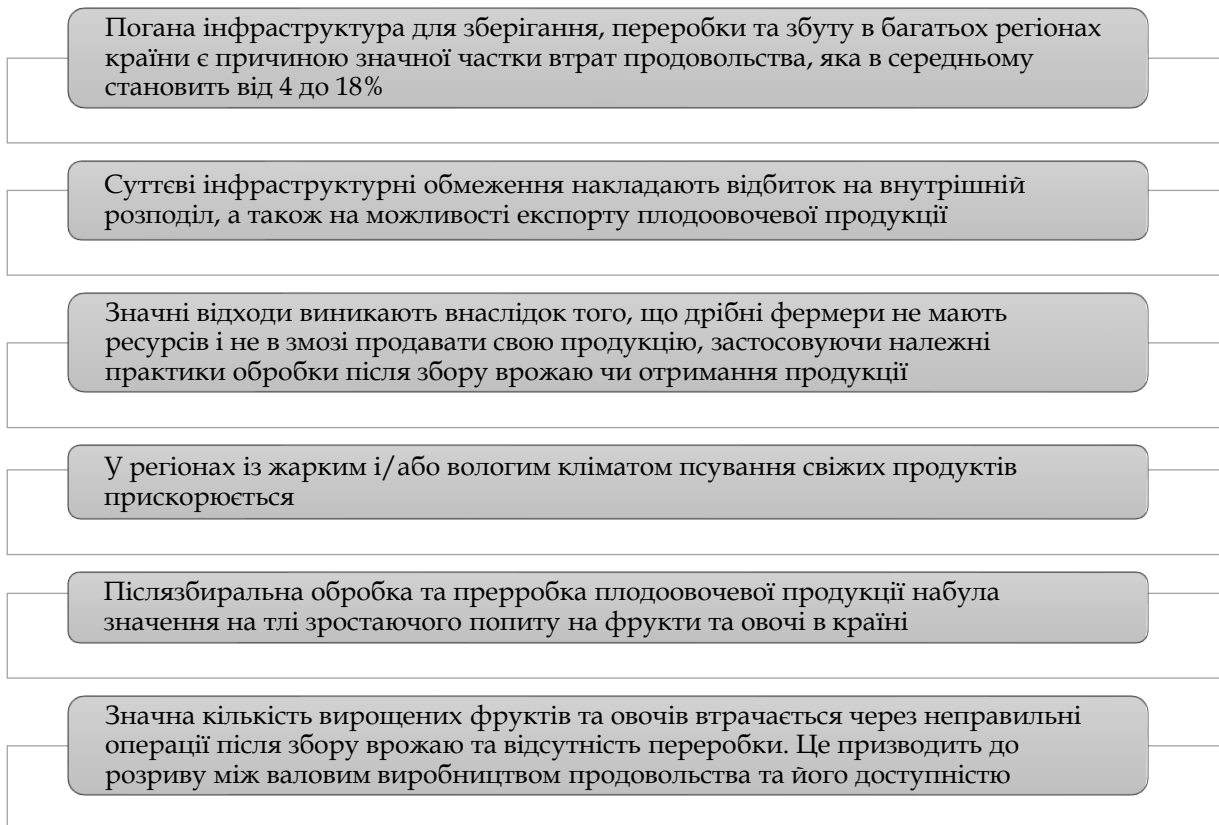 Погана інфраструктура для зберігання, переробки та збуту в багатьох регіонах
країни є причиною значної частки втрат продовольства, яка в середньому
становить від 4 до 18%
Суттєві інфраструктурні обмеження накладають відбиток на внутрішній
розподіл, а також на можливості експорту плодоовочевої продукції
Значні відходи виникають внаслідок того, що дрібні фермери не мають
ресурсів і не в змозі продавати свою продукцію, застосовуючи належні
практики обробки після збору врожаю чи отримання продукції
У регіонах із жарким і/або вологим кліматом псування свіжих продуктів
прискорюється
Післязбиральна обробка та прерробка плодоовочевої продукції набула
значення на тлі зростаючого попиту на фрукти та овочі в країні
Значна кількість вирощених фруктів та овочів втрачається через неправильні
операції після збору врожаю та відсутність переробки. Це призводить до
розриву між валовим виробництвом продовольства та його доступністю